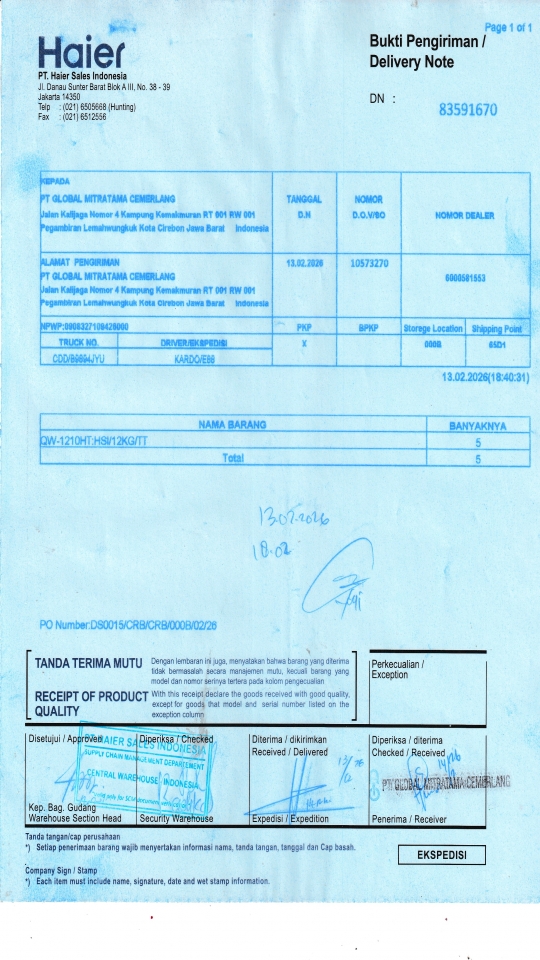 Page 1 of 1
Haier
Bukti Pengiriman /
Delivery Note
PT. Haier Sales Indonesia
Jl. Danau Sunter Barat Blok A III, No. 38 - 39
Jakarta 14350
Telp : (021) 6505668 (Hunting)
Fax : (021) 6512556
DN : 83591670
KEPADA
PT GLOBAL MITRATAMA CEMERLANG
Jalan Kalijaga Nomor 4 Kampung Kemakmuran RT 001 RW 001
Pegambiran Lemahwungkuk Kota Cirebon Jawa Barat Indonesia
TANGGAL
D.N
NOMOR
D.O.V/SO
NOMOR DEALER
ALAMAT PENGIRIMAN
PT GLOBAL MITRATAMA CEMERLANG
Jalan Kalijaga Nomor 4 Kampung Kemakmuran RT 001 RW 001
Pegambiran Lemahwungkuk Kota Cirebon Jawa Barat Indonesia
13.02.2026
10573270
PKP BPKP Storege Location Shipping Point
TRUCK NO. DRIVER/EKSPEDISI X 000B
13.02.2026(18:40:31)
NAMA BARANG BANYAKNYA
QW-1210HT:HSI/12KG/TT 5
Total 5
13.02.2026
18.02
PO Number:DS0015/CRB/CRB/000B/02/26
TANDA TERIMA MUTU
Dengan lembaran ini juga, menyatakan bahwa barang yang diterima
tidak bermasalah secara manajemen mutu, kecuali barang yang
model dan nomor serinya tertera pada kolom pengecualian
RECEIPT OF PRODUCT
QUALITY
With this receipt declare the goods received with good quality,
except for goods that model and serial number listed on the
exception column
Perkecualian /
Exception
Disetujui / Approved
Diperiksa / Checked
Diterima / dikirimkan
Received / Delivered
Diperiksa / diterima
Checked / Received
PT HAIER SALES INDONESIA
SUPPLY CHAIN MANAGEMENT DEPARTEMENT
CENTRAL WAREHOUSE INDONESIA
PT GLOBAL MITRATAMA CEMERLANG
Kep. Bag. Gudang
Warehouse Section Head
Security Warehouse
Expedisi / Expedition
Penerima / Receiver
Tanda tangan/cap perusahaan
*) Setiap penerimaan barang wajib menyertakan informasi nama, tanda tangan, tanggal dan Cap basah.
EKSPEDISI
Company Sign / Stamp
*) Each item must include name, signature, date and wet stamp information.